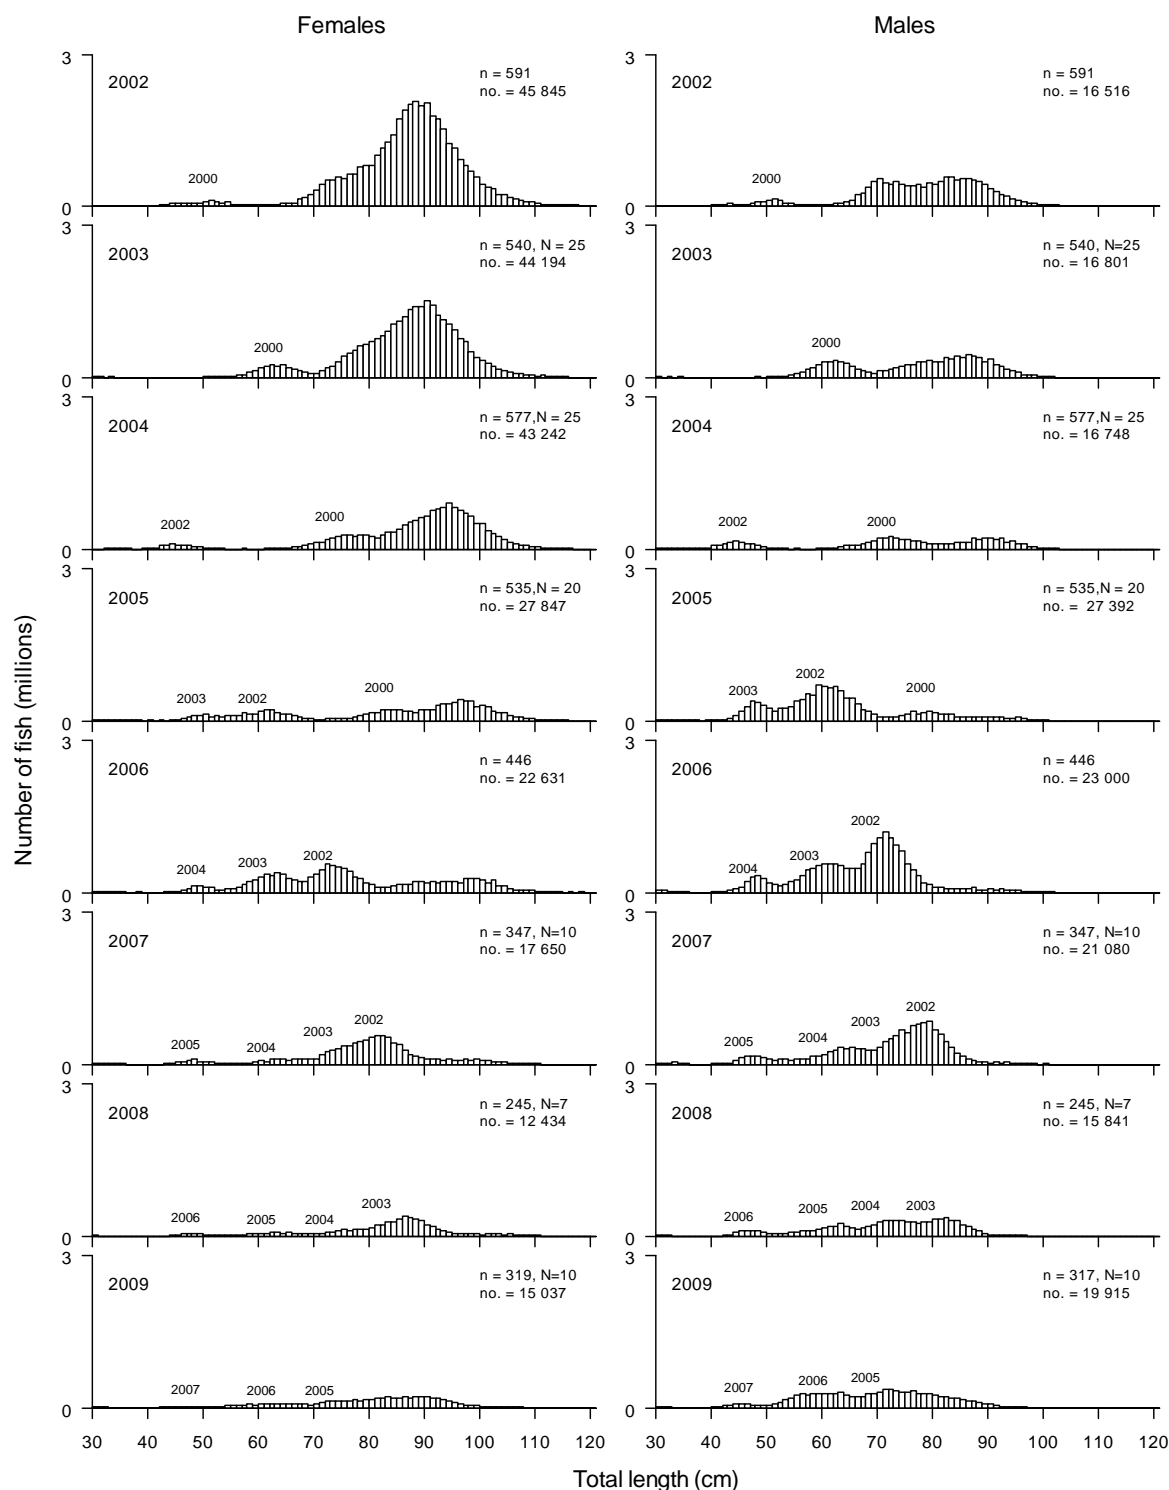 Females Males
3 2002 n = 591 3 2002 n = 591
no. = 45 845 no. = 16 516
2000 2000
0 0
3 2003 n = 540, N = 25 3 2003 n = 540, N=25
no. = 44 194 no. = 16 801
2000 2000
0 0
3 2004 n = 577,N = 25 3 2004 n = 577,N = 25
no. = 43 242 no. = 16 748
2002 2000 2002 2000
0 0
3 2005 n = 535,N = 20 3 2005 n = 535,N = 20
no. = 27 847 no. = 27 392
2003 2002 2000 2003 2002 2000
0 0
3 2006 n = 446 3 2006 n = 446
no. = 22 631 no. = 23 000
2004 2003 2002 2004 2003 2002
0 0
3 2007 n = 347, N=10 3 2007 n = 347, N=10
no. = 17 650 no. = 21 080
2005 2004 2003 2002 2005 2004 2003 2002
0 0
3 2008 n = 245, N=7 3 2008 n = 245, N=7
no. = 12 434 no. = 15 841
2006 2005 2004 2003 2006 2005 2004 2003
0 0
3 2009 n = 319, N=10 3 2009 n = 317, N=10
no. = 15 037 no. = 19 915
2007 2006 2005 2007 2006 2005
0 0
30 40 50 60 70 80 90 100 110 120 30 40 50 60 70 80 90 100 110 120
Total length (cm)
Number of fish (millions)